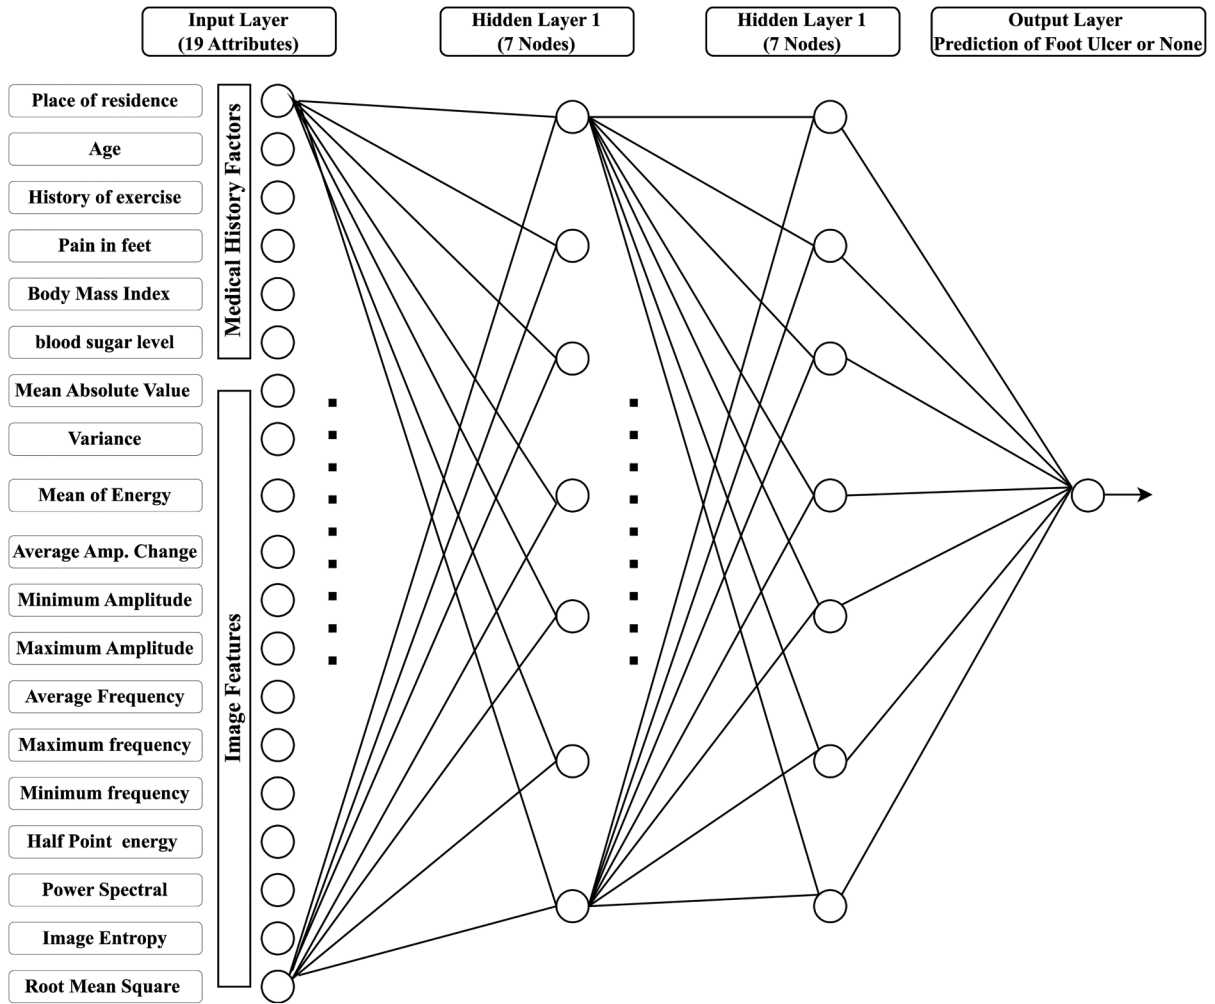 Input Layer
(19 Attributes)
Hidden Layer 1
(7 Nodes)
Hidden Layer 1
(7 Nodes)
Output Layer
Prediction of Foot Ulcer or None
Place of residence
Age
History of exercise
Pain in feet
Body Mass Index
blood sugar level
Mean Absolute Value
Variance
Mean of Energy
Average Amp. Change
Minimum Amplitude
Maximum Amplitude
Average Frequency
Maximum frequency
Minimum frequency
Half Point energy
Power Spectral
Image Entropy
Root Mean Square
Medical History Factors
Image Features